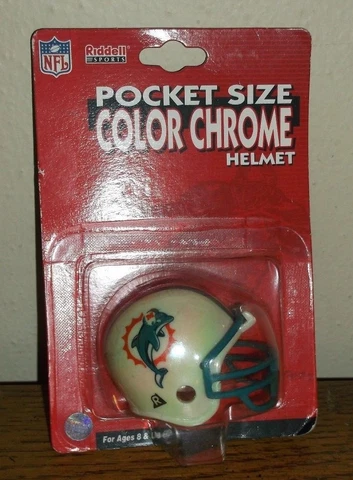 NFL
Riddell
SPORTS
POCKET SIZE
COLOR CHROME
HELMET
R
For Ages 8 &